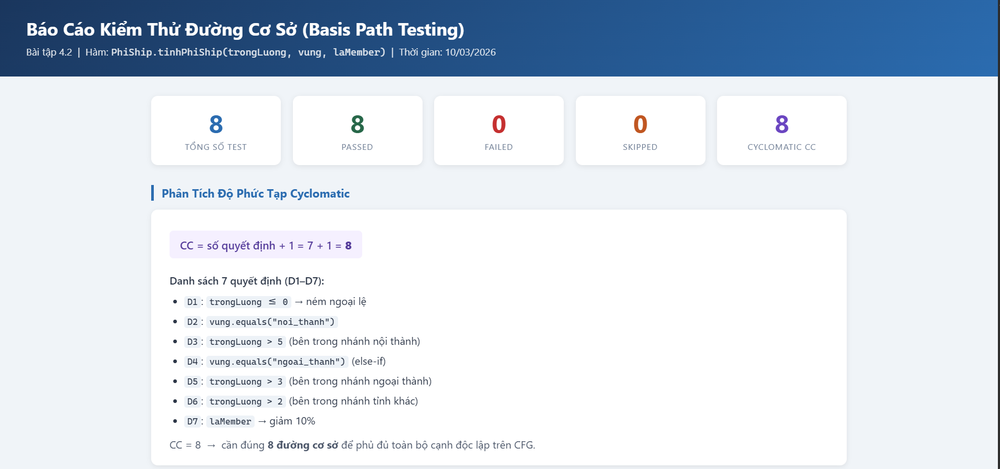 Báo Cáo Kiểm Thử Đường Cơ Sở (Basis Path Testing)
Bài tập 4.2 | Hàm: PhiShip.tinhPhiShip(trongLuong, vung, laMember) | Thời gian: 10/03/2026
8
TỔNG SỐ TEST
8
PASSED
0
FAILED
0
SKIPPED
8
CYCLOMATIC CC
Phân Tích Độ Phức Tạp Cyclomatic
CC = số quyết định + 1 = 7 + 1 = 8
Danh sách 7 quyết định (D1–D7):
• D1: trongLuong ≤ 0 → ném ngoại lệ
• D2: vung.equals("noi_thanh")
• D3: trongLuong > 5 (bên trong nhánh nội thành)
• D4: vung.equals("ngoai_thanh") (else-if)
• D5: trongLuong > 3 (bên trong nhánh ngoại thành)
• D6: trongLuong > 2 (bên trong nhánh tỉnh khác)
• D7: laMember → giảm 10%
CC = 8 → cần đúng 8 đường cơ sở để phủ đủ toàn bộ cạnh độc lập trên CFG.